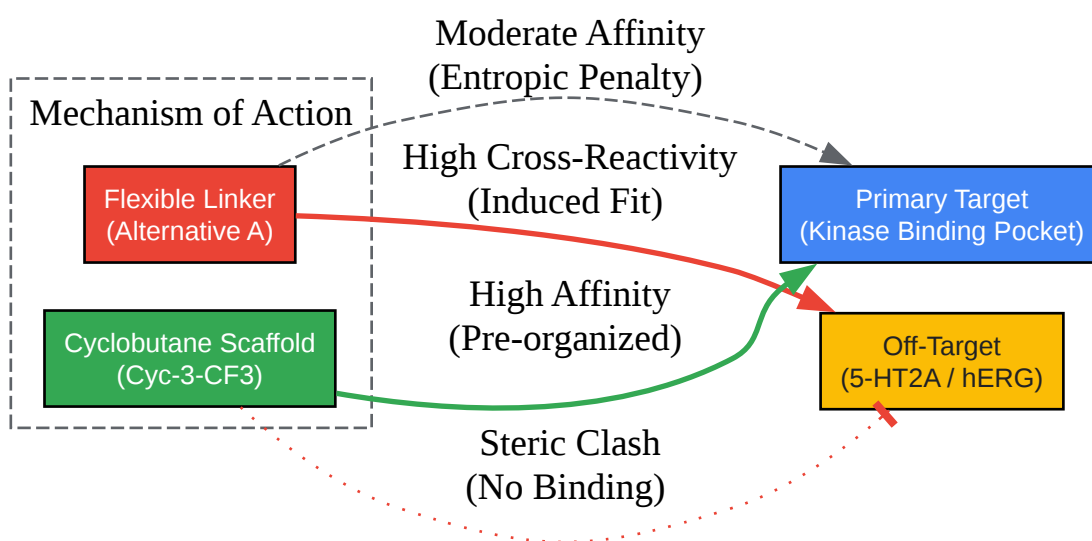 Moderate Affinity
(Entropic Penalty)
Mechanism of Action
High Cross-Reactivity
(Induced Fit)
Flexible Linker
(Alternative A)
Primary Target
(Kinase Binding Pocket)
High Affinity
(Pre-organized)
Cyclobutane Scaffold
(Cyc-3-CF3)
Off-Target
(5-HT2A / hERG)
Steric Clash
(No Binding)